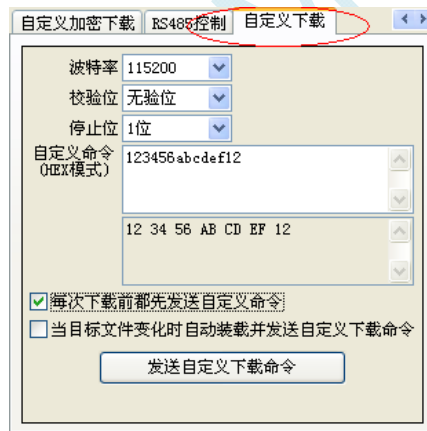 自定义加密下载 RS485控制 自定义下载
波特率 115200
校验位 无验位
停止位 1位
自定义命令 123456abcdef12
(HEX模式)
12 34 56 AB CD EF 12
每次下载前都先发送自定义命令
当目标文件变化时自动装载并发送自定义下载命令
发送自定义下载命令